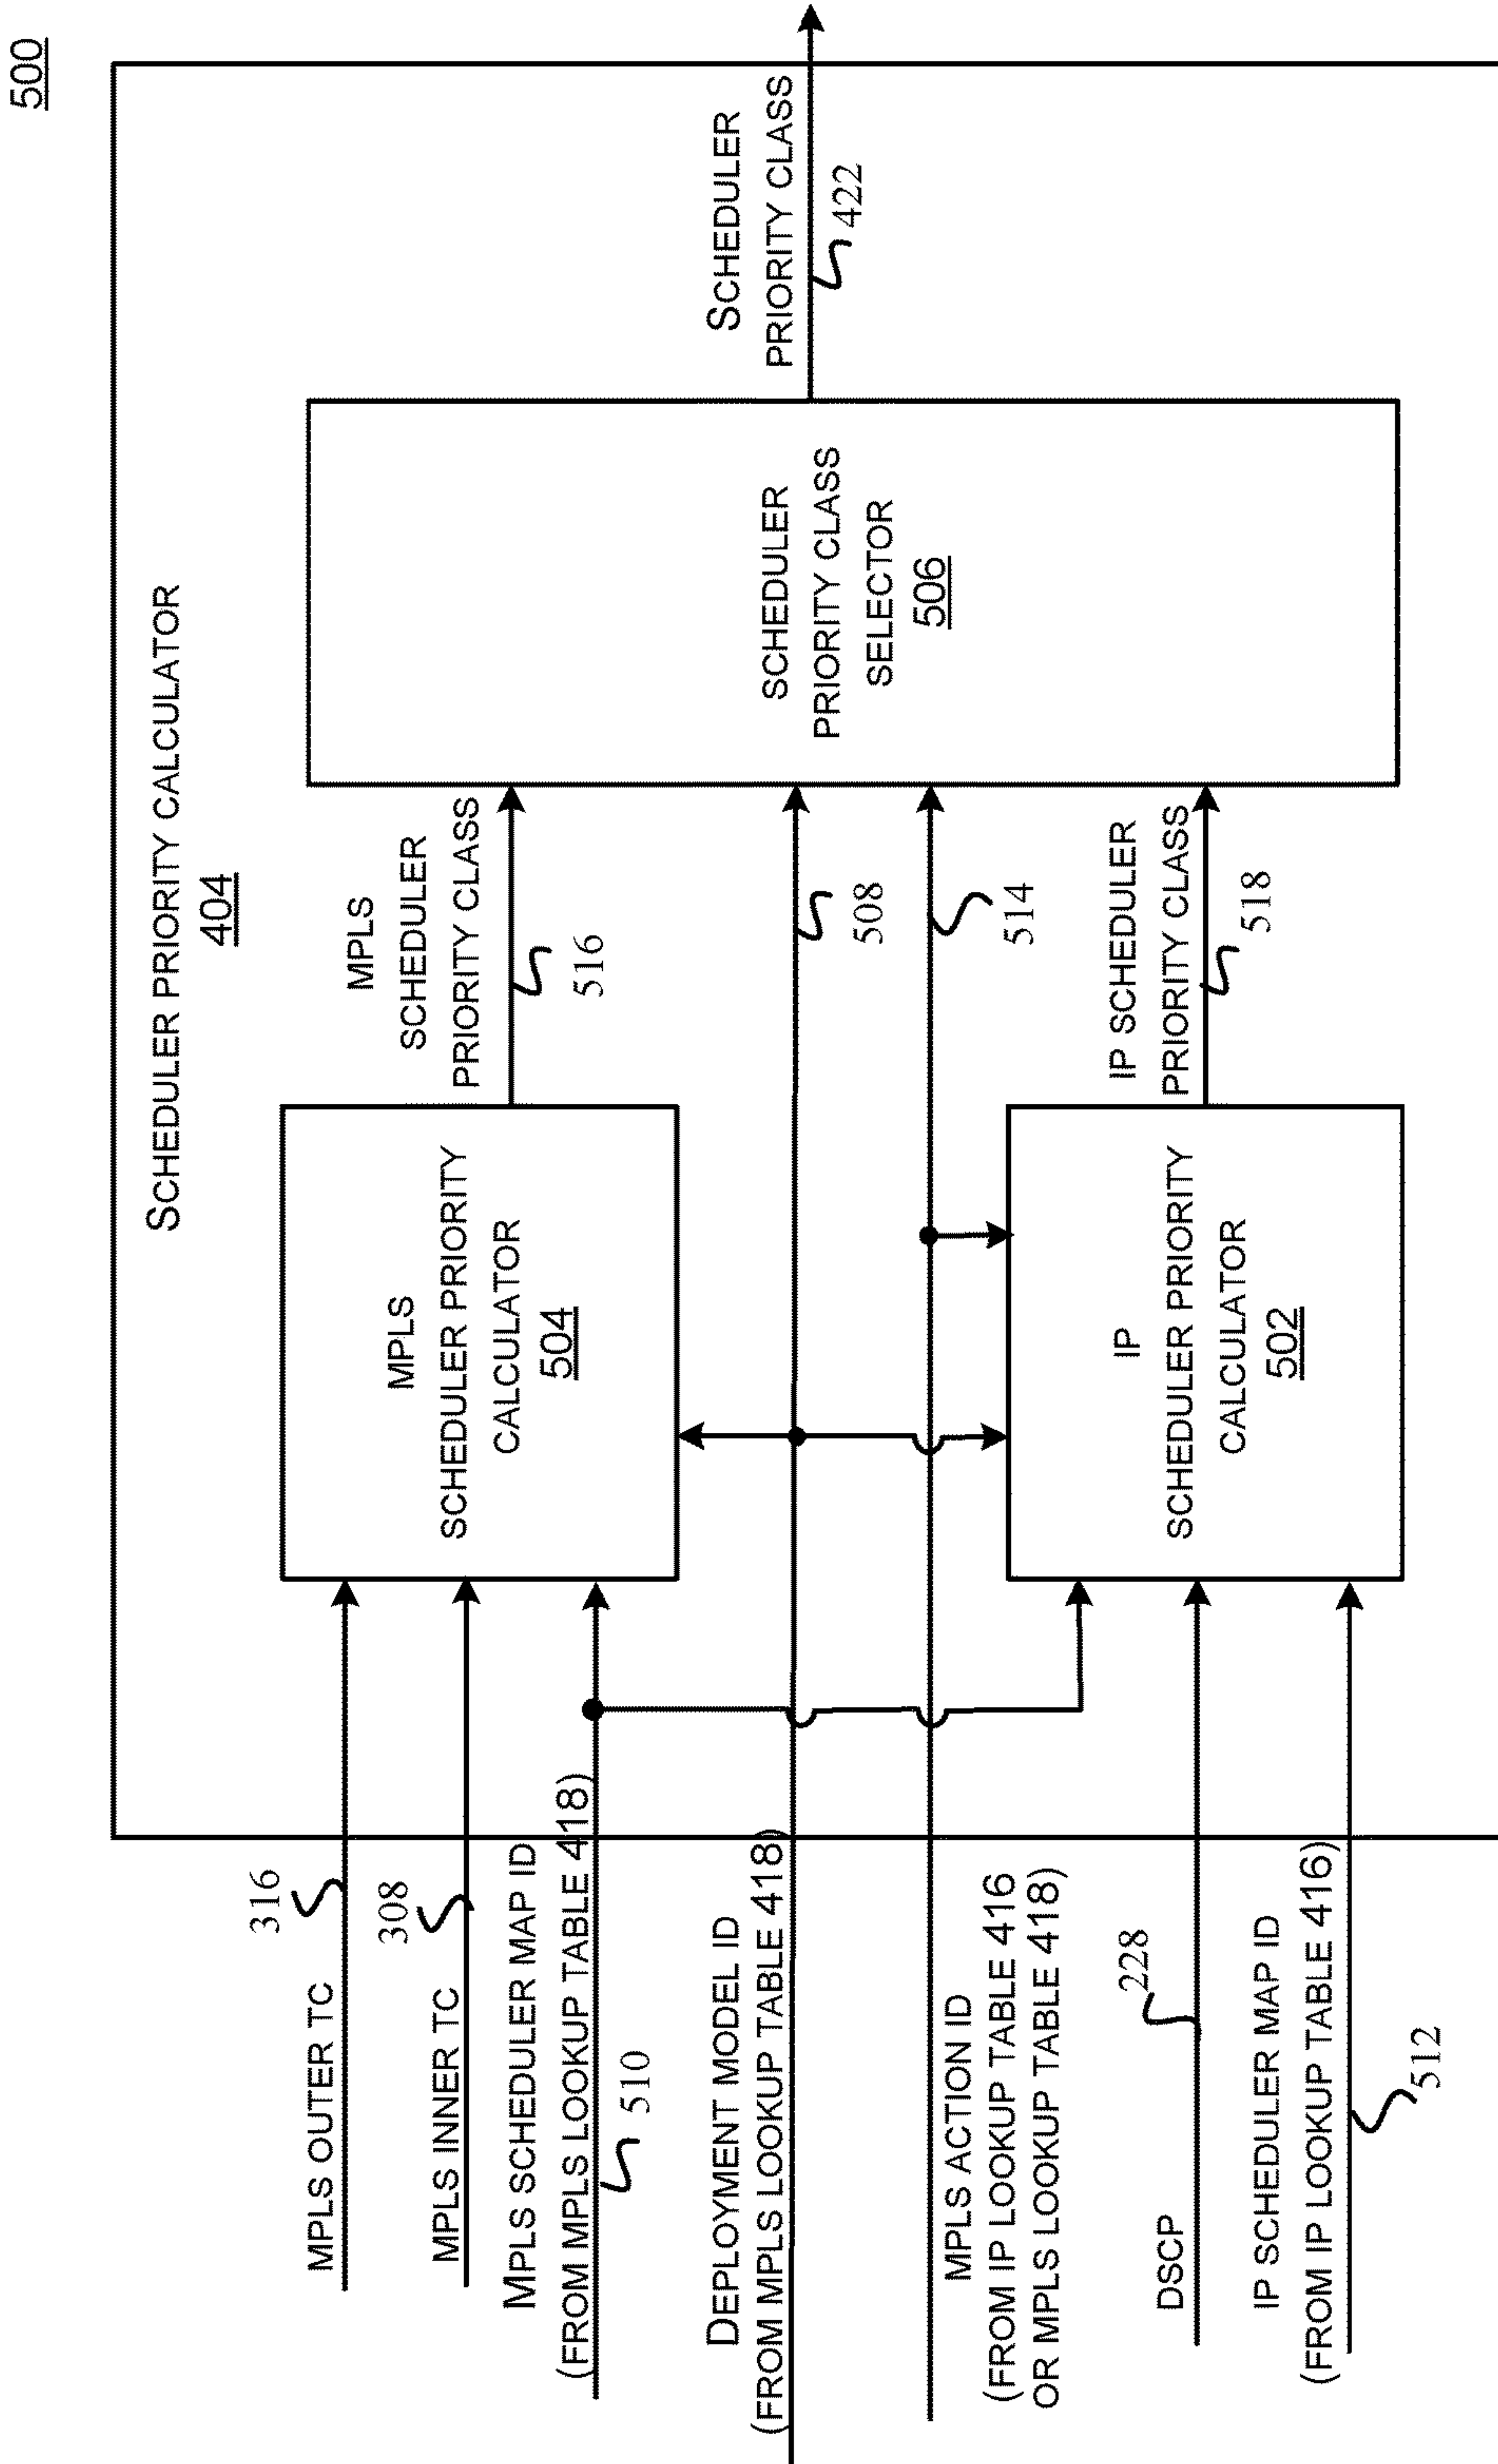 500
SCHEDULER PRIORITY CALCULATOR
404
MPLS OUTER TC
316
MPLS INNER TC
308
MPLS SCHEDULER MAP ID
(FROM MPLS LOOKUP TABLE 418)
510
DEPLOYMENT MODEL ID
(FROM MPLS LOOKUP TABLE 418)
MPLS ACTION ID
(FROM IP LOOKUP TABLE 416
OR MPLS LOOKUP TABLE 418)
DSCP
228
IP SCHEDULER MAP ID
(FROM IP LOOKUP TABLE 416)
512
MPLS
SCHEDULER PRIORITY
CALCULATOR
504
IP
SCHEDULER PRIORITY
CALCULATOR
502
MPLS
SCHEDULER
PRIORITY CLASS
516
508
514
IP SCHEDULER
PRIORITY CLASS
518
SCHEDULER
PRIORITY CLASS
SELECTOR
506
SCHEDULER
PRIORITY CLASS
422